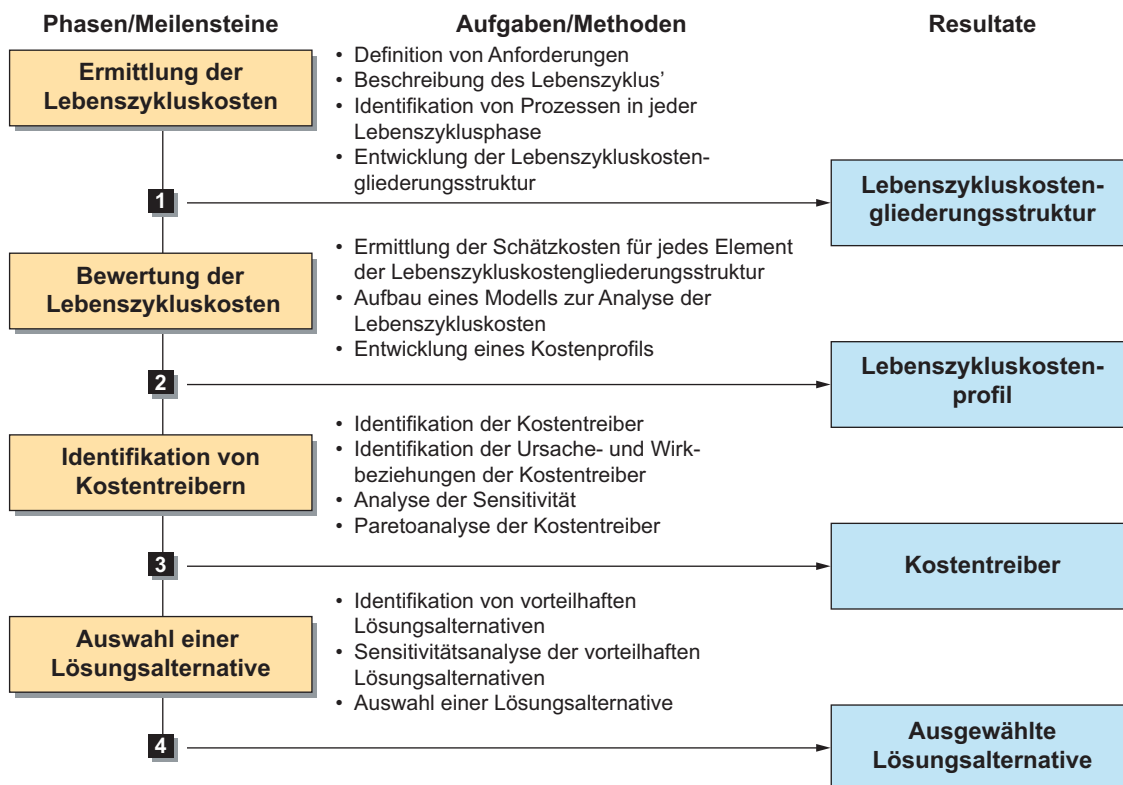 Phasen/Meilensteine
Aufgaben/Methoden
Resultate
Ermittlung der
Lebenszykluskosten
• Definition von Anforderungen
• Beschreibung des Lebenszyklus’
• Identifikation von Prozessen in jeder
Lebenszyklusphase
• Entwicklung der Lebenszykluskosten-
gliederungsstruktur
1
Lebenszykluskosten-
gliederungsstruktur
Bewertung der
Lebenszykluskosten
• Ermittlung der Schätzkosten für jedes Element
der Lebenszykluskostengliederungsstruktur
• Aufbau eines Modells zur Analyse der
Lebenszykluskosten
• Entwicklung eines Kostenprofils
2
Lebenszykluskosten-
profil
Identifikation von
Kostentreibern
• Identifikation der Kostentreiber
• Identifikation der Ursache- und Wirk-
beziehungen der Kostentreiber
• Analyse der Sensitivität
• Paretoanalyse der Kostentreiber
3
Kostentreiber
Auswahl einer
Lösungsalternative
• Identifikation von vorteilhaften
Lösungsalternativen
• Sensitivitätsanalyse der vorteilhaften
Lösungsalternativen
• Auswahl einer Lösungsalternative
4
Ausgewählte
Lösungsalternative